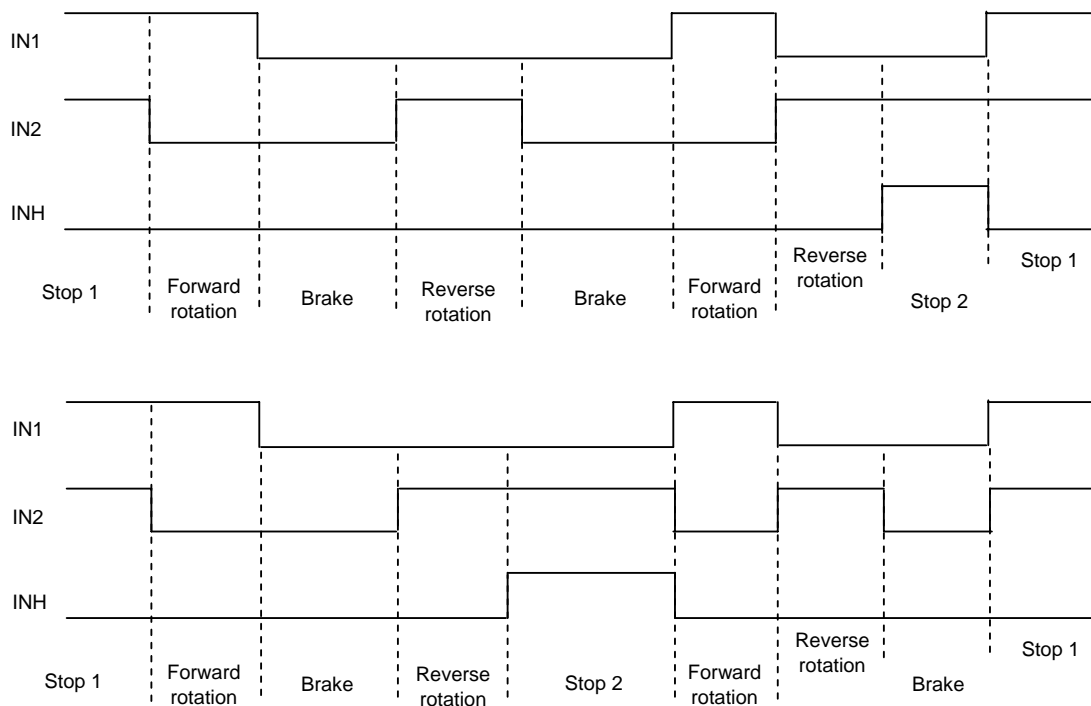 IN1
IN2
INH
Stop 1
Forward
rotation
Brake
Reverse
rotation
Brake
Forward
rotation
Reverse
rotation
Stop 2
Stop 1
IN1
IN2
INH
Stop 1
Forward
rotation
Brake
Reverse
rotation
Stop 2
Forward
rotation
Reverse
rotation
Brake
Stop 1